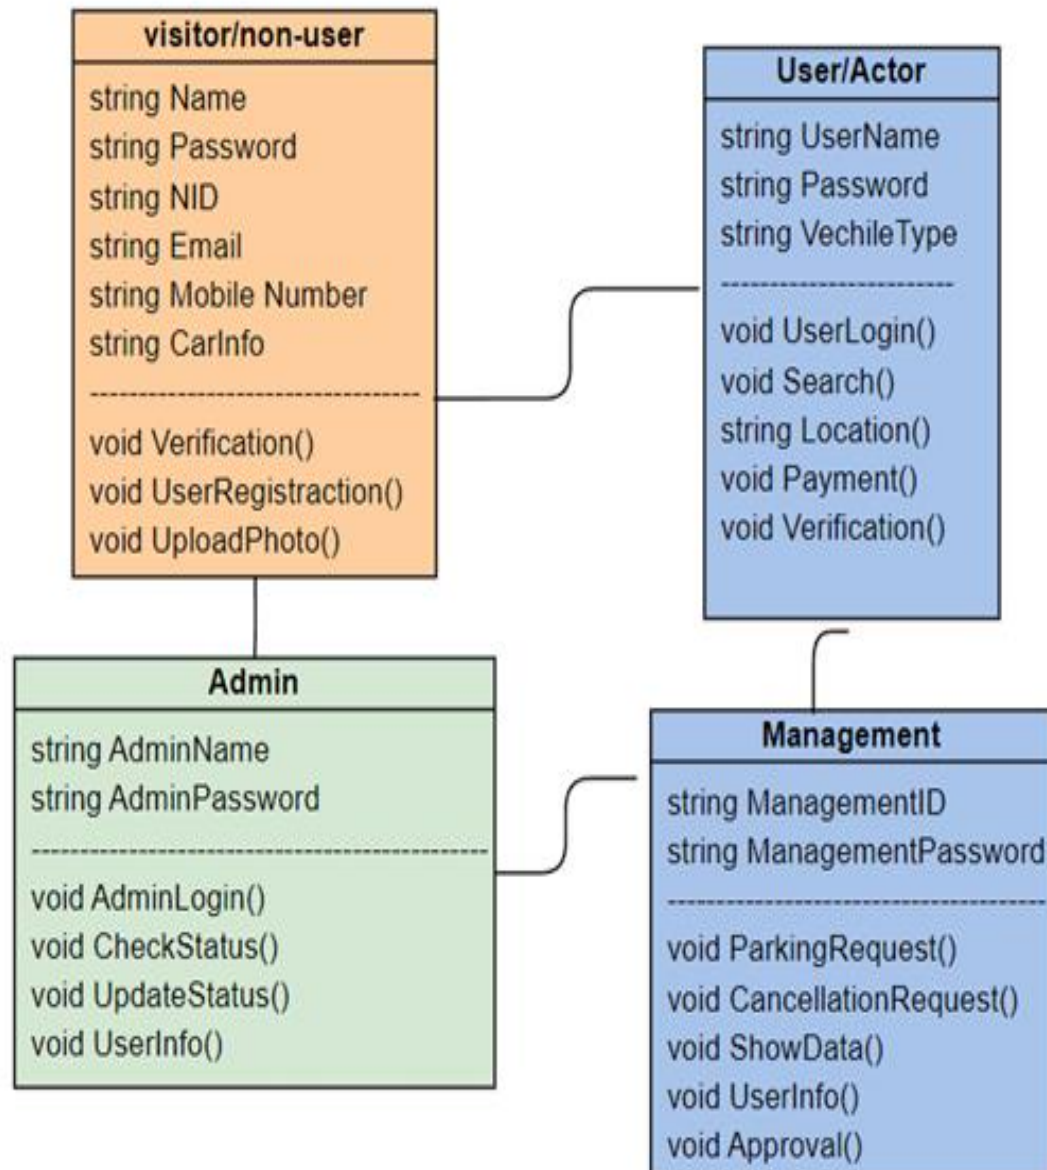 visitor/non-user
string Name
string Password
string NID
string Email
string Mobile Number
string CarInfo
void Verification()
void UserRegistraction()
void UploadPhoto()
User/Actor
string UserName
string Password
string VechileType
void UserLogin()
void Search()
string Location()
void Payment()
void Verification()
Admin
string AdminName
string AdminPassword
void AdminLogin()
void CheckStatus()
void UpdateStatus()
void UserInfo()
Management
string ManagementID
string ManagementPassword
void ParkingRequest()
void CancellationRequest()
void ShowData()
void UserInfo()
void Approval()